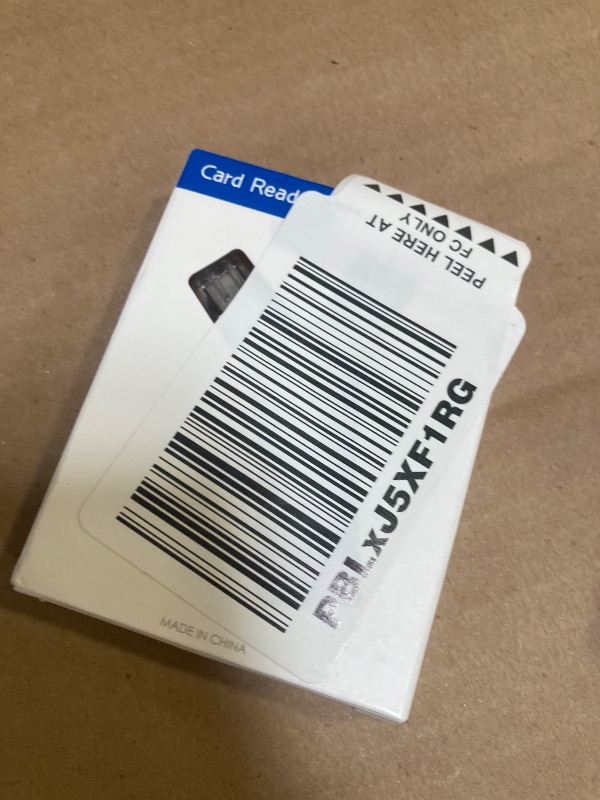 Card Read
PEEL HERE AT
FC ONLY
PBLxJ5XF1RG
MADE IN CHINA